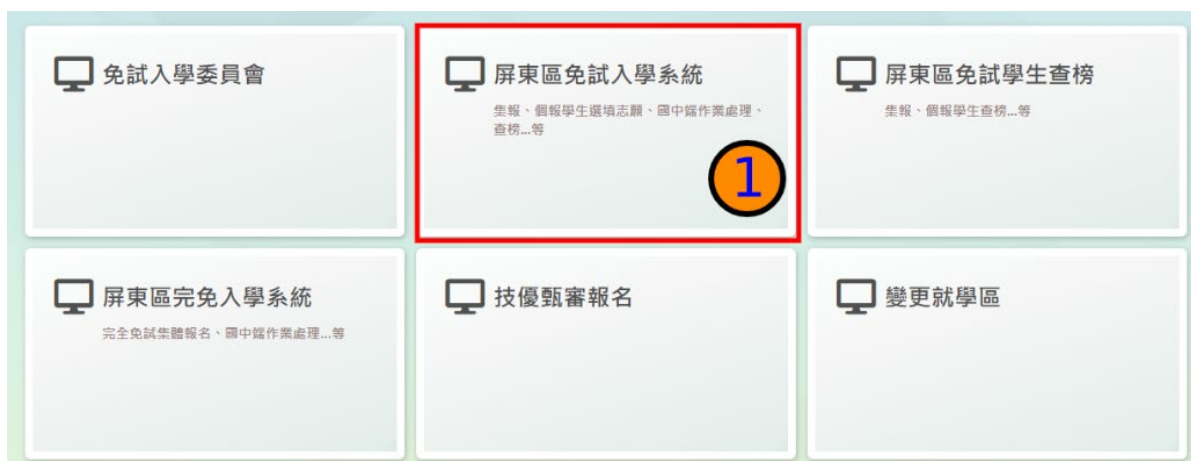 免試入學委員會
屏東區免試入學系統
集報、個報學生選填志願、國中端作業處理、
查榜...等
1
屏東區免試學生查榜
集報、個報學生查榜...等
屏東區完免入學系統
完全免試集體報名、國中端作業處理...等
技優甄審報名
變更就學區